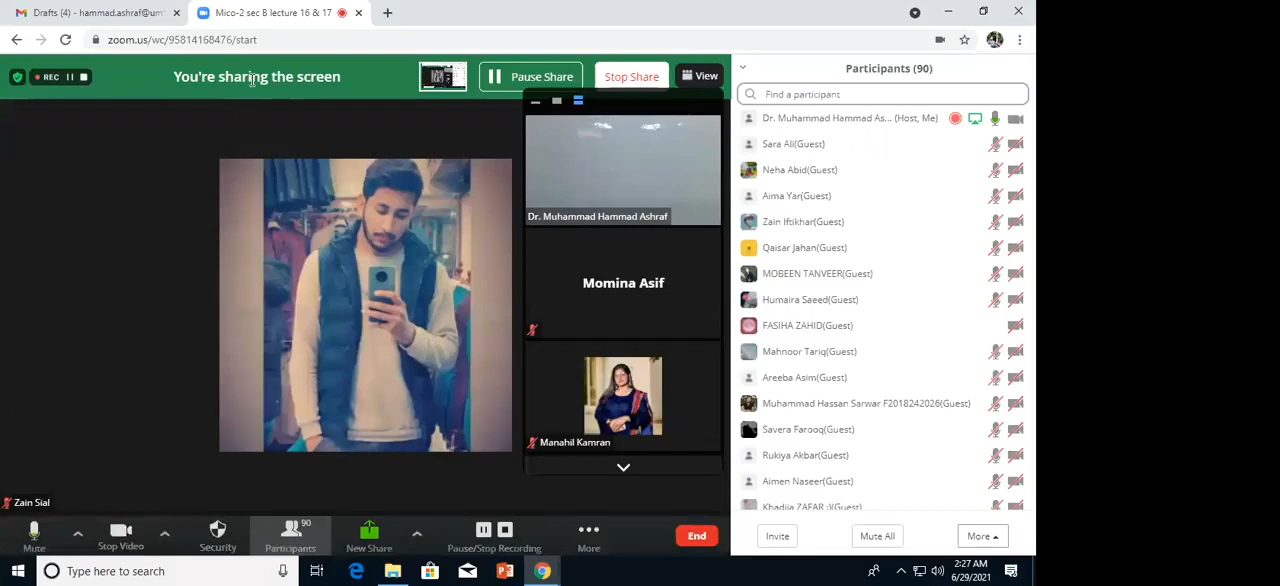 Drafts (4) - hammad.ashraf@um
Mico-2 sec B lecture 16 & 17
zoom.us/wc/95814168476/start
REC
You're sharing the screen
Pause Share
Stop Share
View
Dr. Muhammad Hammad Ashraf
Momina Asif
Manahil Kamran
Zain Sial
Participants (90)
Find a participant
Dr. Muhammad Hammad As... (Host, Me)
Sara Ali(Guest)
Neha Abid(Guest)
Aima Yar(Guest)
Zain Iftikhar(Guest)
Qaisar Jahan(Guest)
MOBEEN TANVEER(Guest)
Humaira Saeed(Guest)
FASIHA ZAHID(Guest)
Mahnoor Tariq(Guest)
Areeba Asim(Guest)
Muhammad Hassan Sarwar F2018242026(Guest)
Savera Farooq(Guest)
Rukiya Akbar(Guest)
Aimen Naseer(Guest)
Khadija ZAFAR :)(Guest)
Invite
Mute All
More
Mute
Stop Video
Security
90
Participants
New Share
Pause/Stop Recording
More
End
Type here to search
2:27 AM
6/29/2021